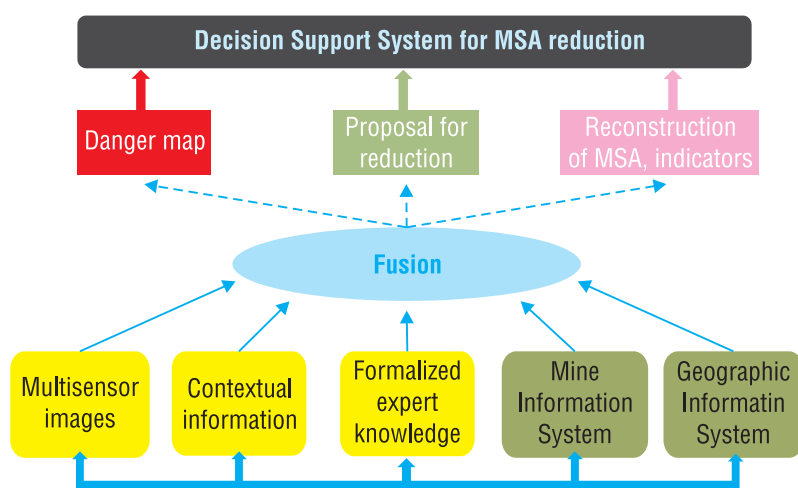 Decision Support System for MSA reduction
Danger map
Proposal for
reduction
Reconstruction
of MSA, indicators
Fusion
Multisensor
images
Contextual
information
Formalized
expert
knowledge
Mine
Information
System
Geographic
Informatin
System